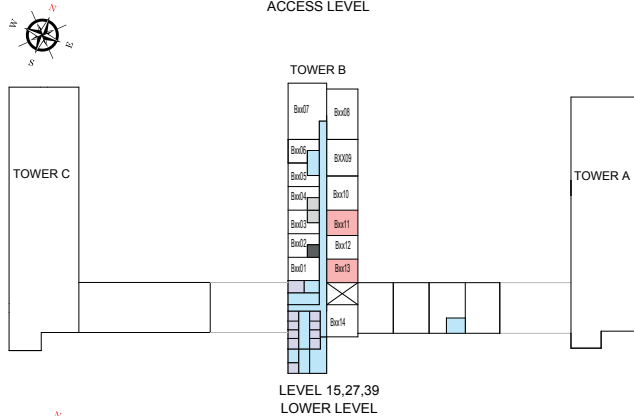 ACCESS LEVEL
N
W
E
S
TOWER B
Bxx07
Bxx08
Bxx06
BXX09
Bxx05
TOWER C
TOWER A
Bxx04
Bxx10
Bxx03
Bxx11
Bxx02
Bxx12
Bxx01
Bxx13
Bxx14
LEVEL 15,27,39
LOWER LEVEL
N